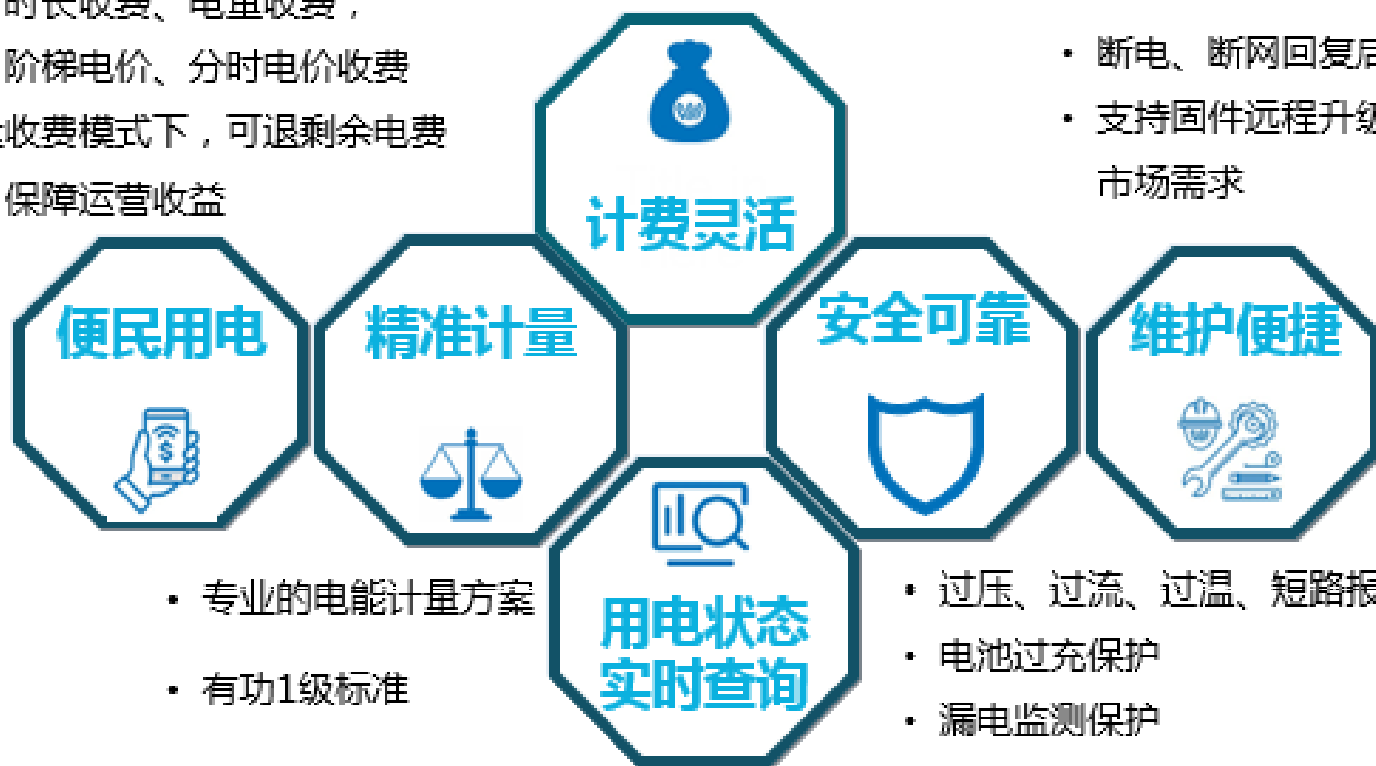 时长收费、电量收费，
阶梯电价、分时电价收费
收费模式下，可退剩余电费
保障运营收益
• 断电、断网回复后
• 支持固件远程升级
市场需求
计费灵活
便民用电
精准计量
安全可靠
维护便捷
用电状态
实时查询
• 专业的电能计量方案
• 有功1级标准
• 过压、过流、过温、短路报
• 电池过充保护
• 漏电监测保护